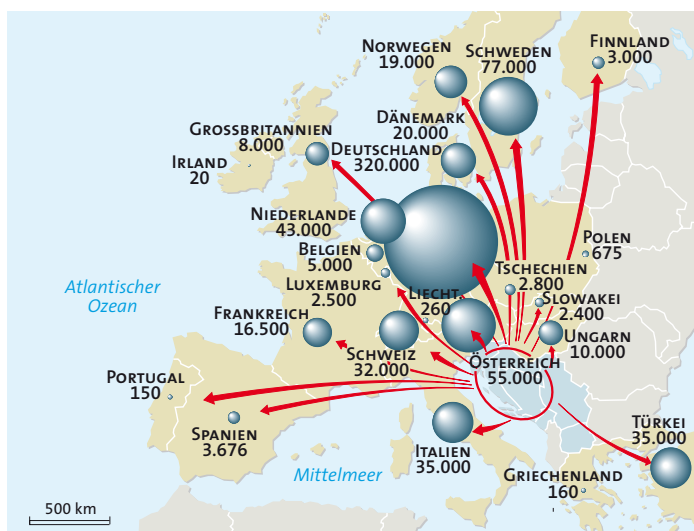 NORWEGEN
19.000
SCHWEDEN
77.000
FINNLAND
3.000
DÄNEMARK
20.000
GROSSBRITANNIEN
8.000
DEUTSCHLAND
320.000
IRLAND
20
NIEDERLANDE
43.000
BELGIEN
5.000
POLEN
675
TSCHECHIEN
2.800
LUXEMBURG
2.500
LIECHT.
260
SLOWAKEI
2.400
Atlantischer
Ozean
FRANKREICH
16.500
UNGARN
10.000
SCHWEIZ
32.000
ÖSTERREICH
55.000
PORTUGAL
150
SPANIEN
3.676
ITALIEN
35.000
TÜRKEI
35.000
Mittelmeer
GRIECHENLAND
160
500 km